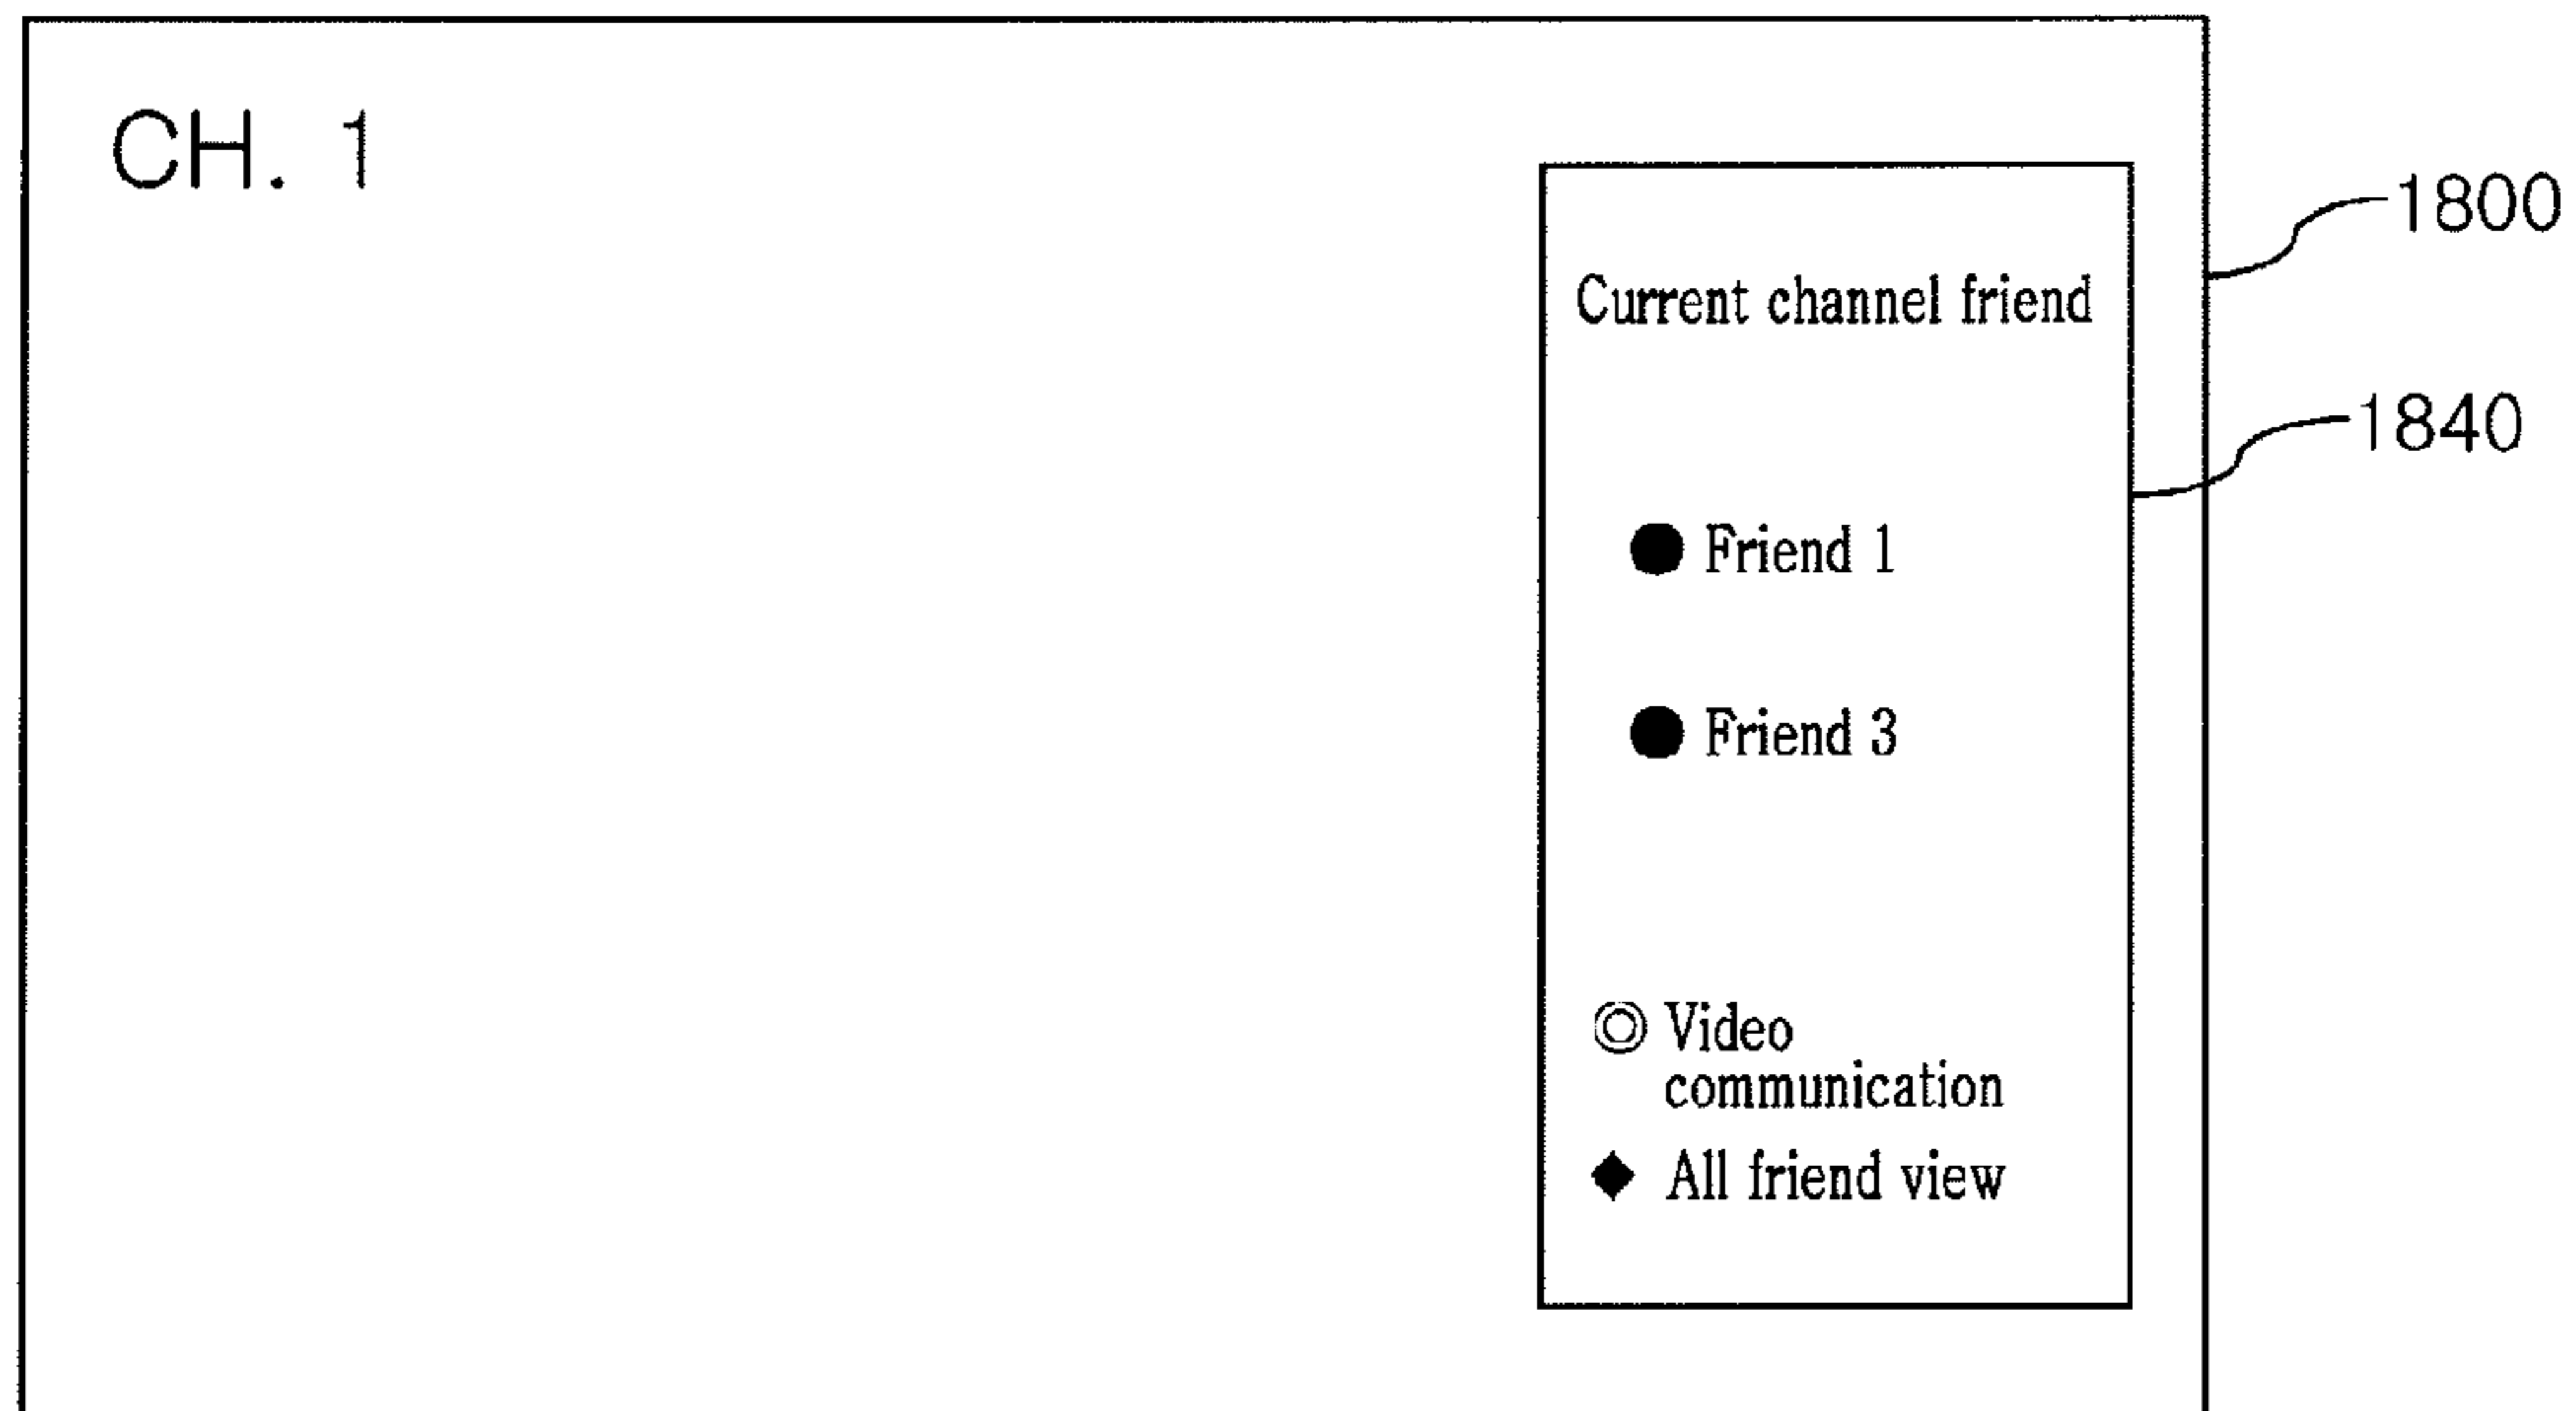 CH. 1
1800
Current channel friend
1840
Friend 1
Friend 3
Video
communication
All friend view